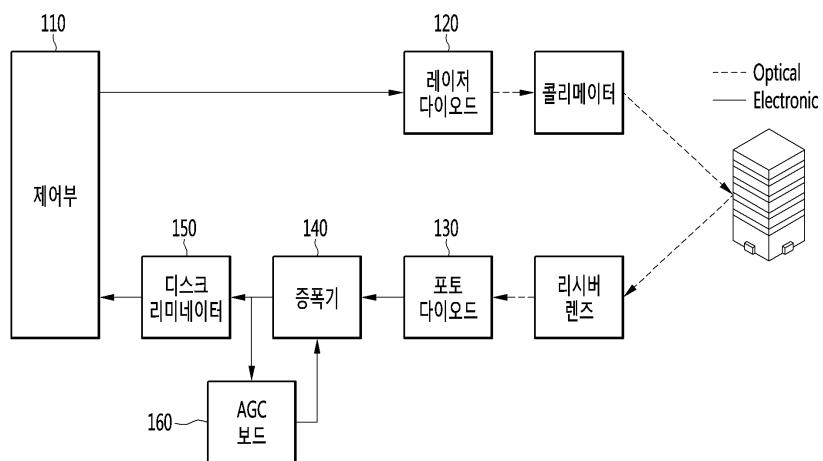 110
120
레이저
다이오드
콜리메이터
Optical
Electronic
제어부
150
140
130
디스크
리미네이터
증폭기
포토
다이오드
리시버
렌즈
160
AGC
보드